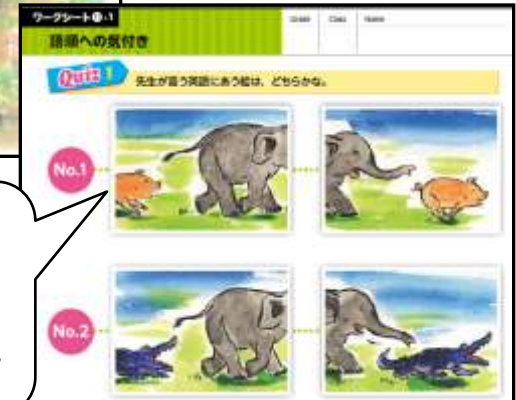 ワークシート⑪-1
GRADE CLASS NAME
語順への気付き
Quiz 1 先生が言う英語にあう絵は、どちらかな。
No.1
No.2